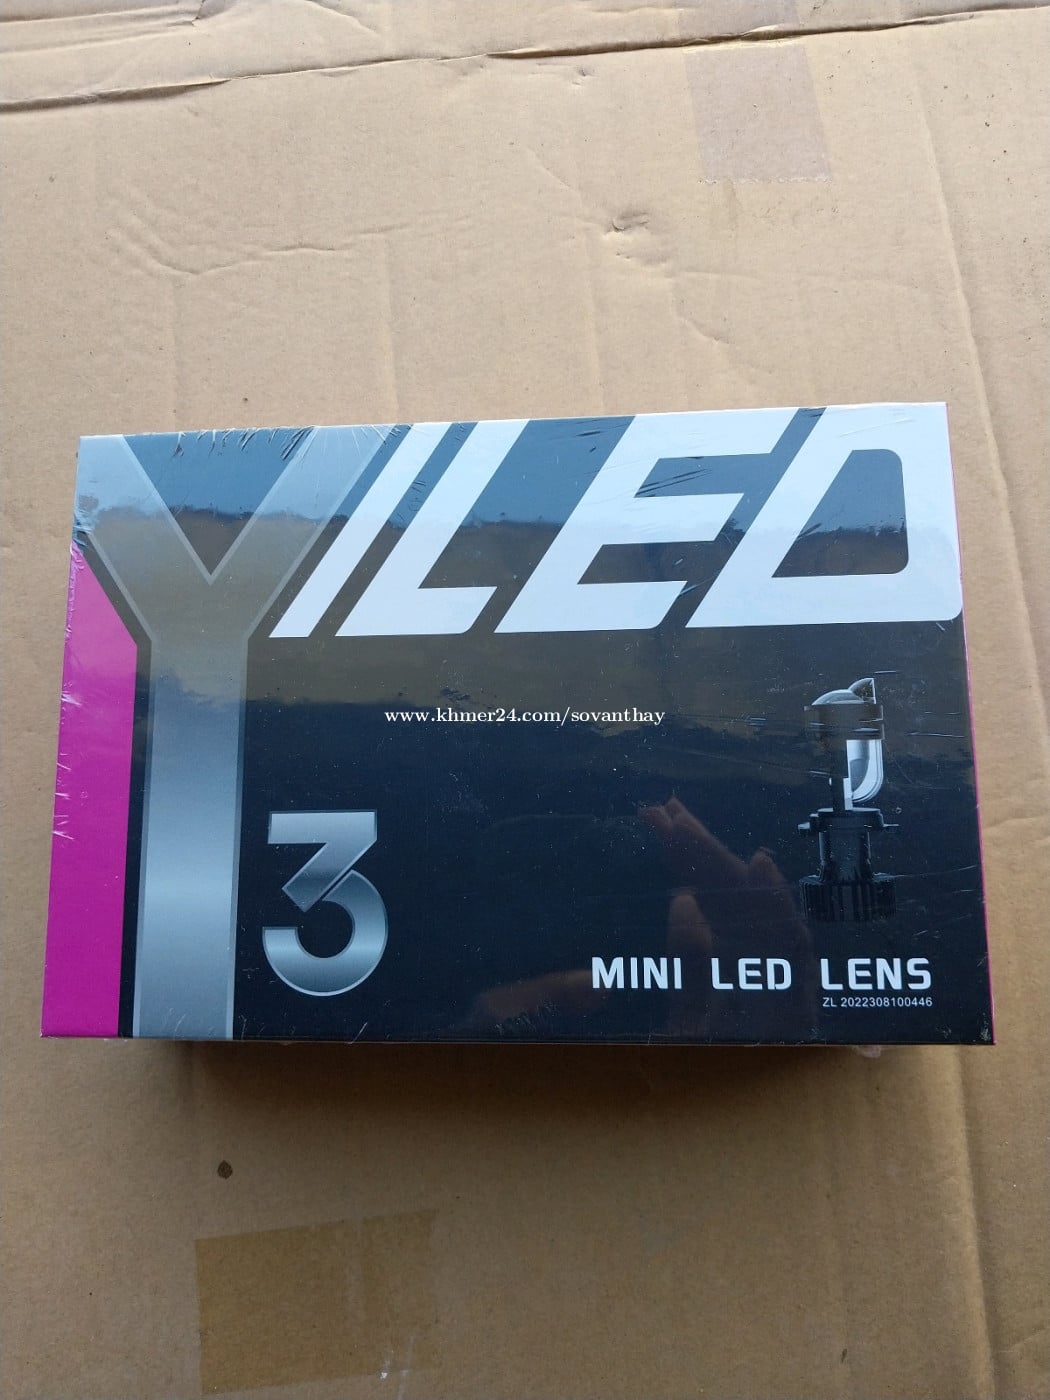 YILED
www.khmer24.com/sovanthay
3
MINI LED LENS
ZL 2022308100446